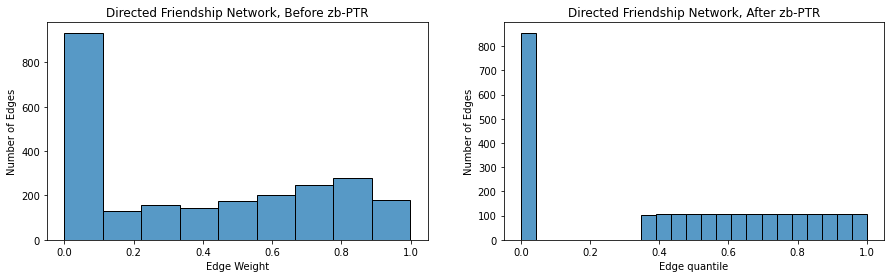 Directed Friendship Network, Before zb-PTR
Number of Edges
800
600
400
200
0
0.0 0.2 0.4 0.6 0.8 1.0
Edge Weight
Directed Friendship Network, After zb-PTR
Number of Edges
800
700
600
500
400
300
200
100
0
0.0 0.2 0.4 0.6 0.8 1.0
Edge quantile